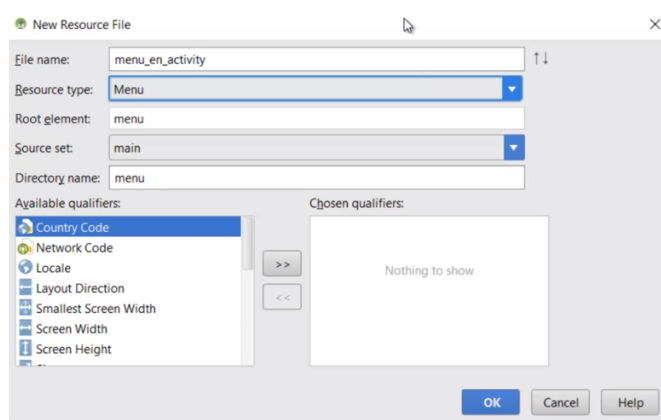 New Resource File
File name: menu_en_activity
Resource type: Menu
Root element: menu
Source set: main
Directory name: menu
Available qualifiers: Chosen qualifiers:
Country Code
Network Code
Locale
Layout Direction
Smallest Screen Width
Screen Width
Screen Height
>>
<<
Nothing to show
OK Cancel Help